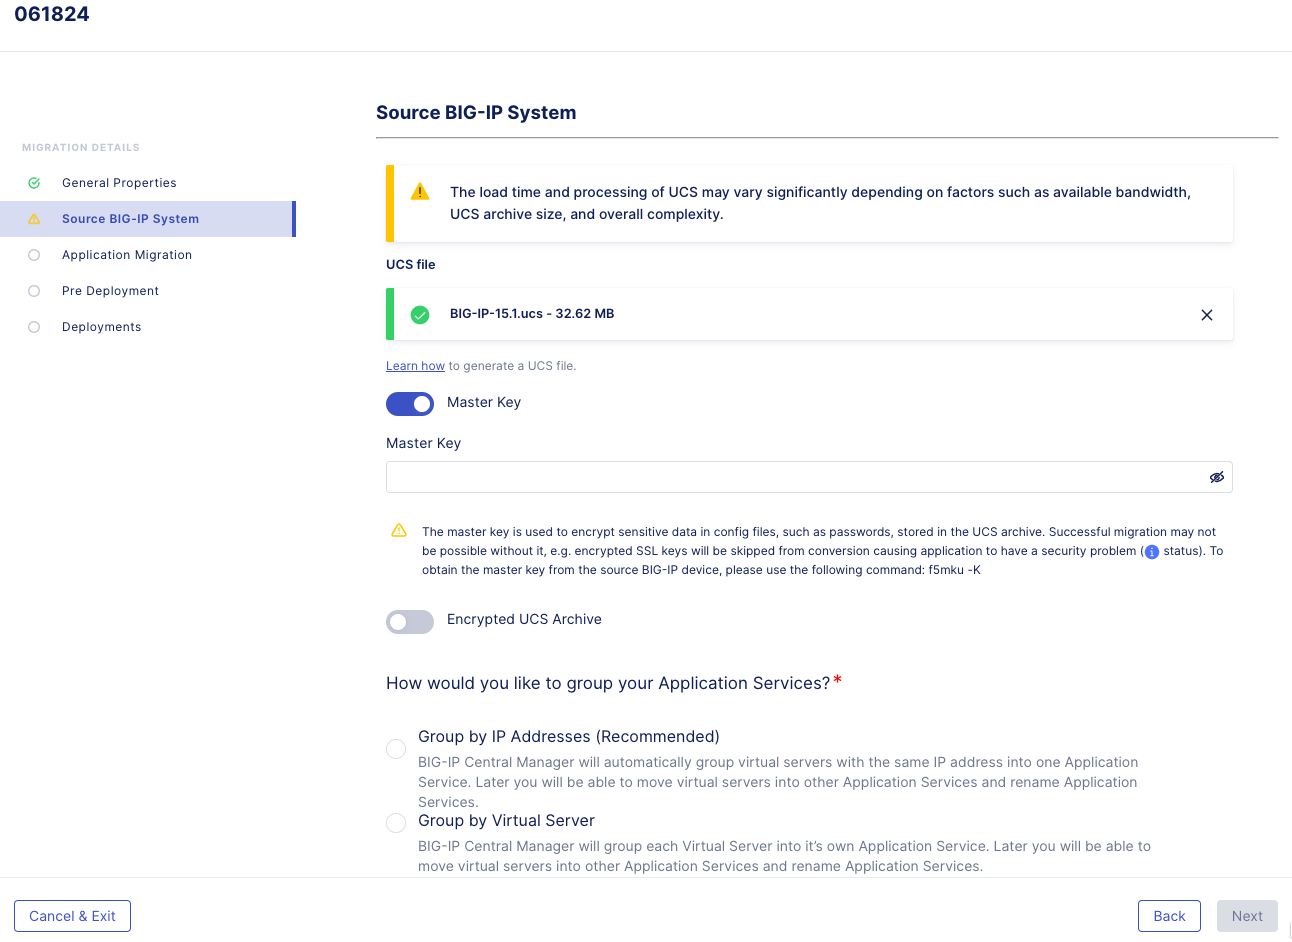 061824
Source BIG-IP System
MIGRATION DETAILS
General Properties
Source BIG-IP System
Application Migration
Pre Deployment
Deployments
The load time and processing of UCS may vary significantly depending on factors such as available bandwidth,
UCS archive size, and overall complexity.
UCS file
BIG-IP-15.1.ucs - 32.62 MB
Learn how to generate a UCS file.
Master Key
Master Key
The master key is used to encrypt sensitive data in config files, such as passwords, stored in the UCS archive. Successful migration may not
be possible without it, e.g. encrypted SSL keys will be skipped from conversion causing application to have a security problem (i status). To
obtain the master key from the source BIG-IP device, please use the following command: f5mku -K
Encrypted UCS Archive
How would you like to group your Application Services?*
Group by IP Addresses (Recommended)
BIG-IP Central Manager will automatically group virtual servers with the same IP address into one Application
Service. Later you will be able to move virtual servers into other Application Services and rename Application
Services.
Group by Virtual Server
BIG-IP Central Manager will group each Virtual Server into it’s own Application Service. Later you will be able to
move virtual servers into other Application Services and rename Application Services.
Cancel & Exit
Back
Next